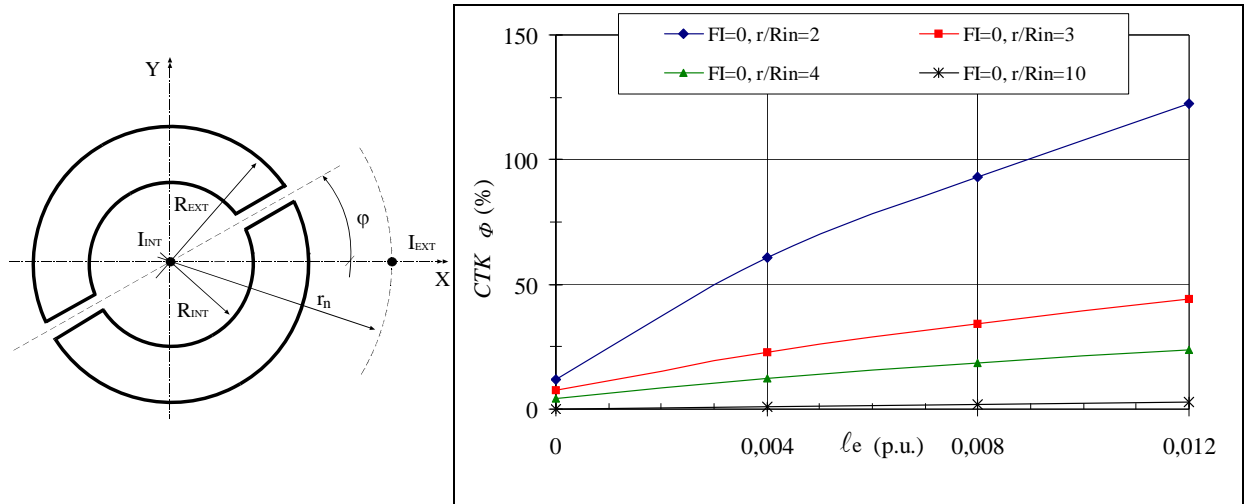 Y
R_EXT
φ
I_INT
I_EXT
X
r_n
R_INT
FI=0, r/Rin=2
FI=0, r/Rin=3
FI=0, r/Rin=4
FI=0, r/Rin=10
CTK Φ (%)
150
100
50
0
0
0,004
0,008
0,012
ℓe (p.u.)